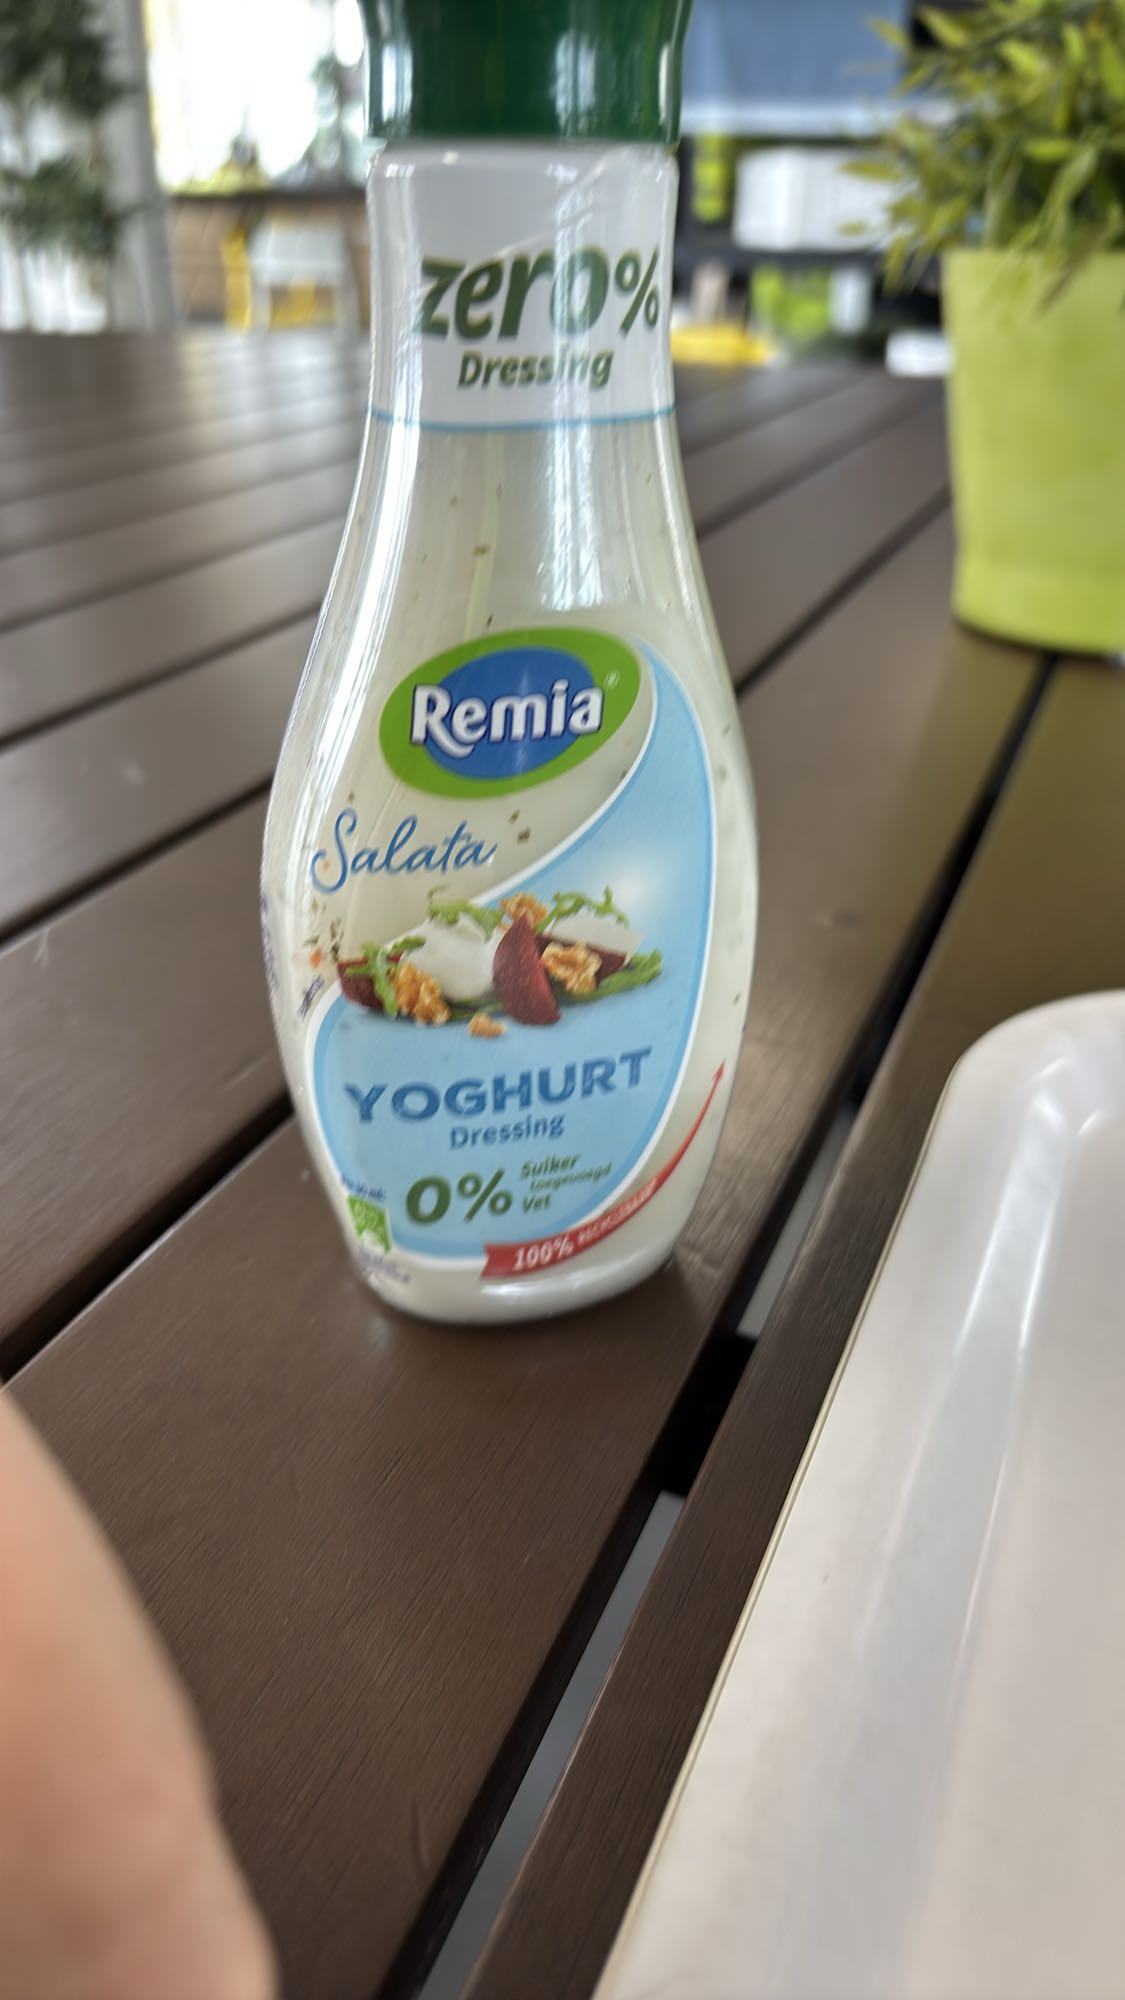 zero%
Dressing
Remia®
Salata
YOGHURT
Dressing
0% Suiker
toegevoegd
Vet
100%